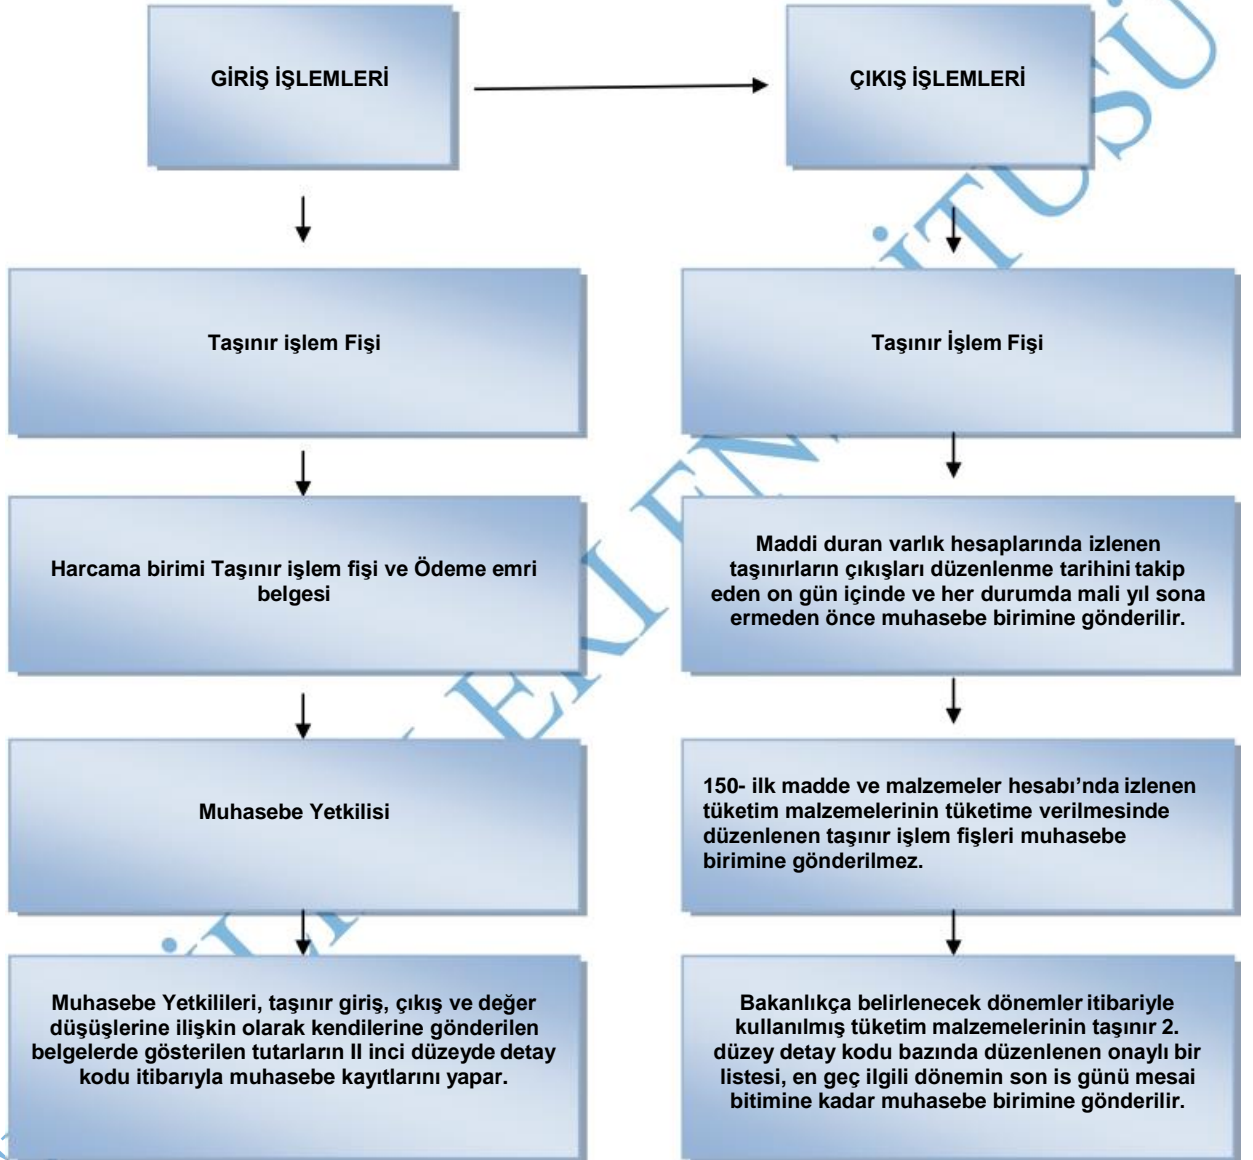 GİRİŞ İŞLEMLERİ
ÇIKIŞ İŞLEMLERİ
Taşınır işlem Fişi
Taşınır İşlem Fişi
Harcama birimi Taşınır işlem fişi ve Ödeme emri
belgesi
Maddi duran varlık hesaplarında izlenen
taşınırların çıkışları düzenlenme tarihini takip
eden on gün içinde ve her durumda mali yıl sona
ermeden önce muhasebe birimine gönderilir.
Muhasebe Yetkilisi
150- ilk madde ve malzemeler hesabı’nda izlenen
tüketim malzemelerinin tüketime verilmesinde
düzenlenen taşınır işlem fişleri muhasebe
birimine gönderilmez.
Muhasebe Yetkilileri, taşınır giriş, çıkış ve değer
düşüşlerine ilişkin olarak kendilerine gönderilen
belgelerde gösterilen tutarların II inci düzeyde detay
kodu itibarıyla muhasebe kayıtlarını yapar.
Bakanlıkça belirlenecek dönemler itibariyle
kullanılmış tüketim malzemelerinin taşınır 2.
düzey detay kodu bazında düzenlenen onaylı bir
listesi, en geç ilgili dönemin son is günü mesai
bitimine kadar muhasebe birimine gönderilir.